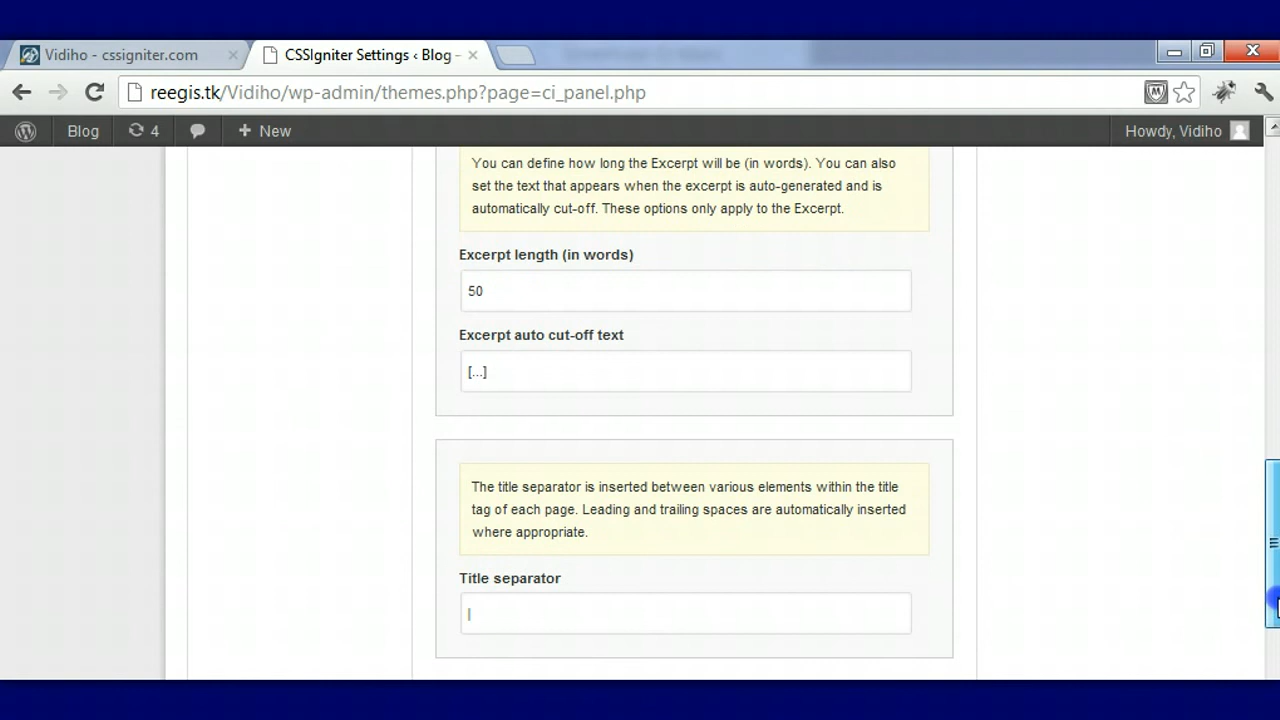 Vidiho - cssigniter.com
CSSIgniter Settings ‹ Blog –
reegis.tk/Vidiho/wp-admin/themes.php?page=ci_panel.php
Blog 4 + New Howdy, Vidiho
You can define how long the Excerpt will be (in words). You can also
set the text that appears when the excerpt is auto-generated and is
automatically cut-off. These options only apply to the Excerpt.
Excerpt length (in words)
50
Excerpt auto cut-off text
[...]
The title separator is inserted between various elements within the title
tag of each page. Leading and trailing spaces are automatically inserted
where appropriate.
Title separator
|